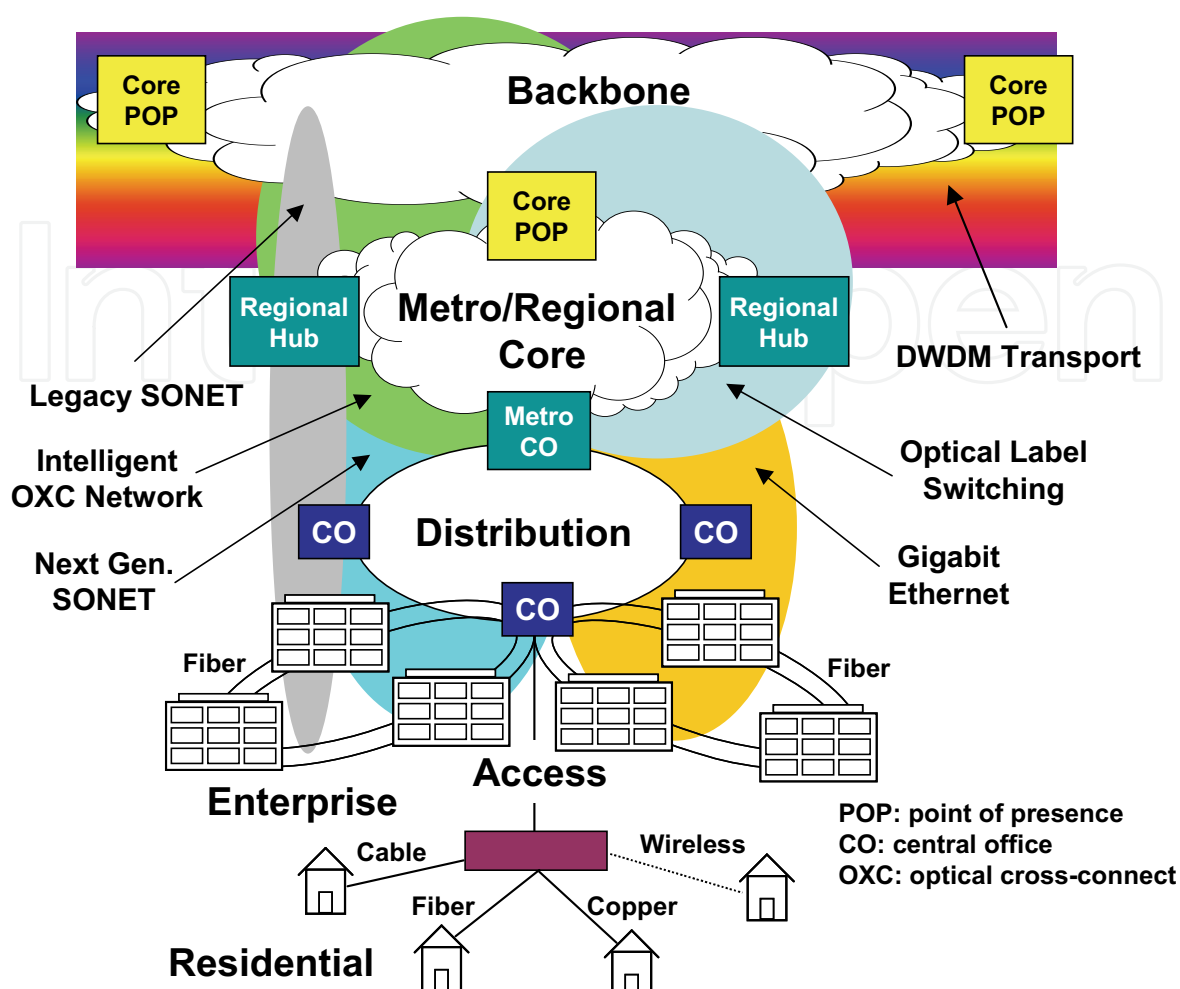 Backbone
Core
POP
Core
POP
Core
POP
Metro/Regional
Core
Regional
Hub
Regional
Hub
DWDM Transport
Legacy SONET
Metro
CO
Intelligent
OXC Network
Optical Label
Switching
CO
Distribution
CO
Next Gen.
SONET
Gigabit
Ethernet
CO
Fiber
Fiber
Access
Enterprise
POP: point of presence
CO: central office
OXC: optical cross-connect
Cable
Wireless
Fiber
Copper
Residential